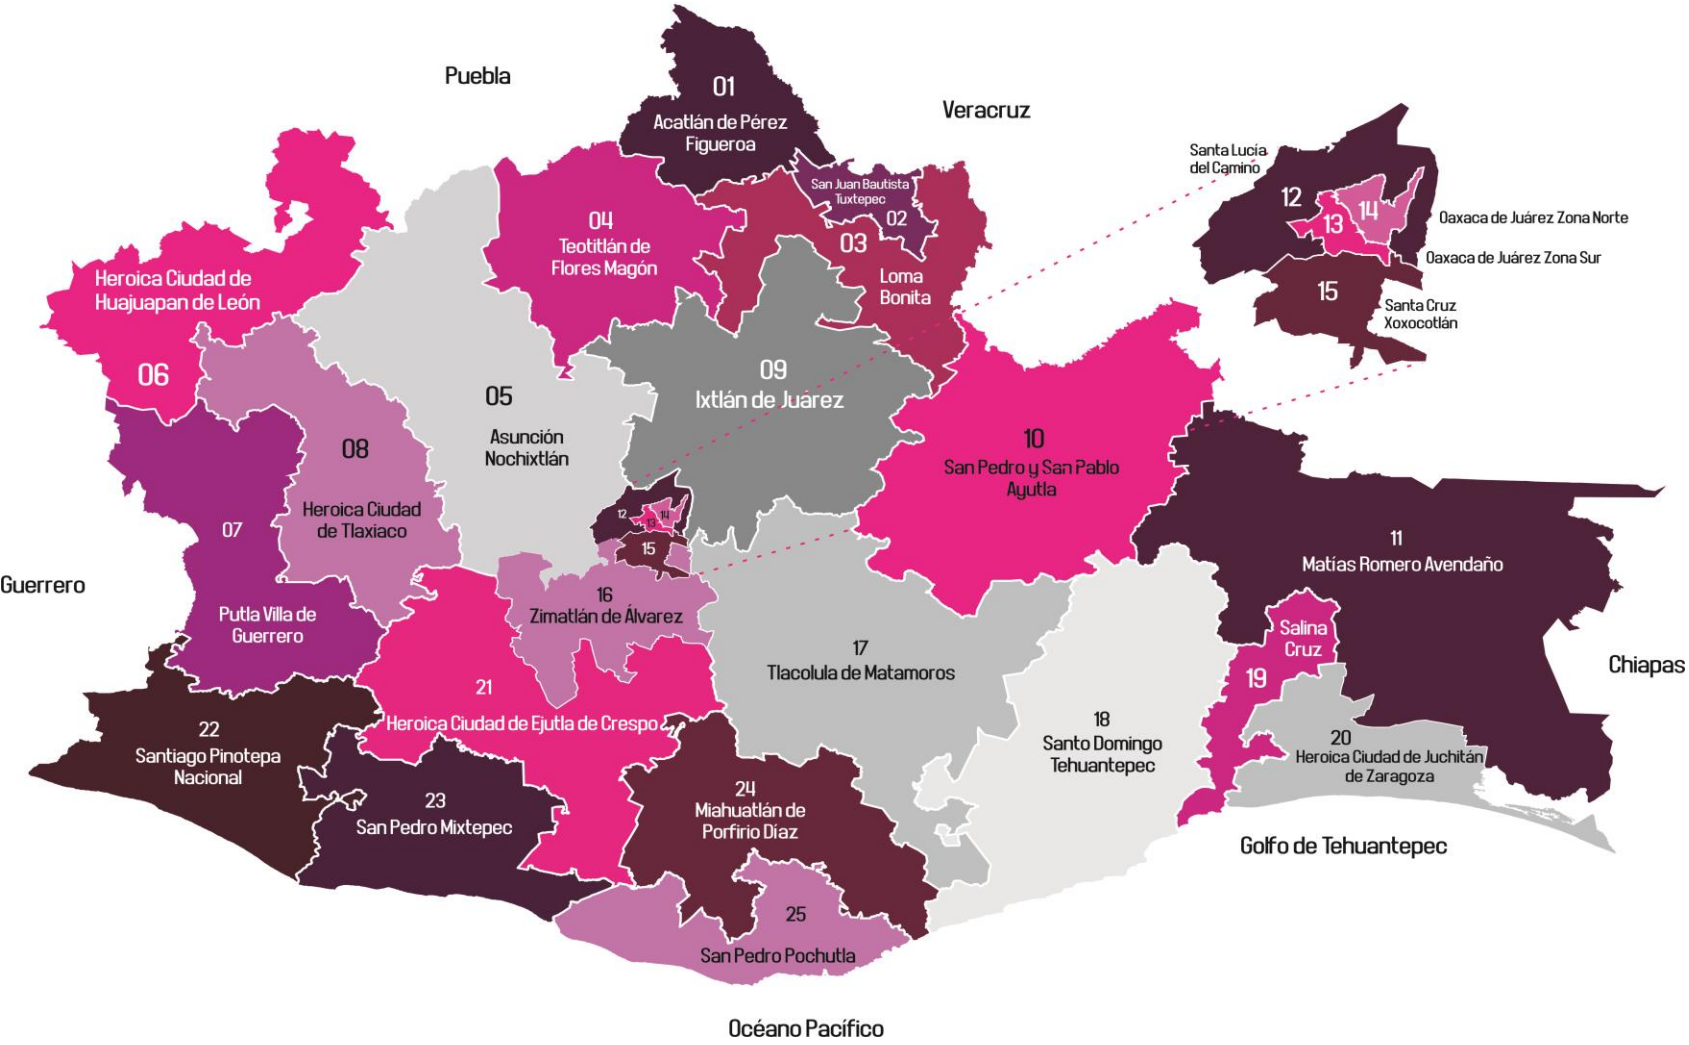 Puebla
Veracruz
Guerrero
Chiapas
Golfo de Tehuantepec
Océano Pacífico
01
Acatlán de Pérez
Figueroa
San Juan Bautista
Tuxtepec
02
03
Loma
Bonita
04
Teotitlán de
Flores Magón
05
Asunción
Nochixtlán
Heroica Ciudad de
Huajuapan de León
06
07
Putla Villa de
Guerrero
08
Heroica Ciudad
de Tlaxiaco
09
Ixtlán de Juárez
10
San Pedro y San Pablo
Ayutla
11
Matías Romero Avendaño
12
13
14
15
Santa Lucía
del Camino
12
13
14
Oaxaca de Juárez Zona Norte
Oaxaca de Juárez Zona Sur
15
Santa Cruz
Xoxocotlán
16
Zimatlán de Álvarez
17
Tlacolula de Matamoros
18
Santo Domingo
Tehuantepec
Salina
Cruz
19
20
Heroica Ciudad de Juchitán
de Zaragoza
21
Heroica Ciudad de Ejutla de Crespo
22
Santiago Pinotepa
Nacional
23
San Pedro Mixtepec
24
Miahuatlán de
Porfirio Díaz
25
San Pedro Pochutla